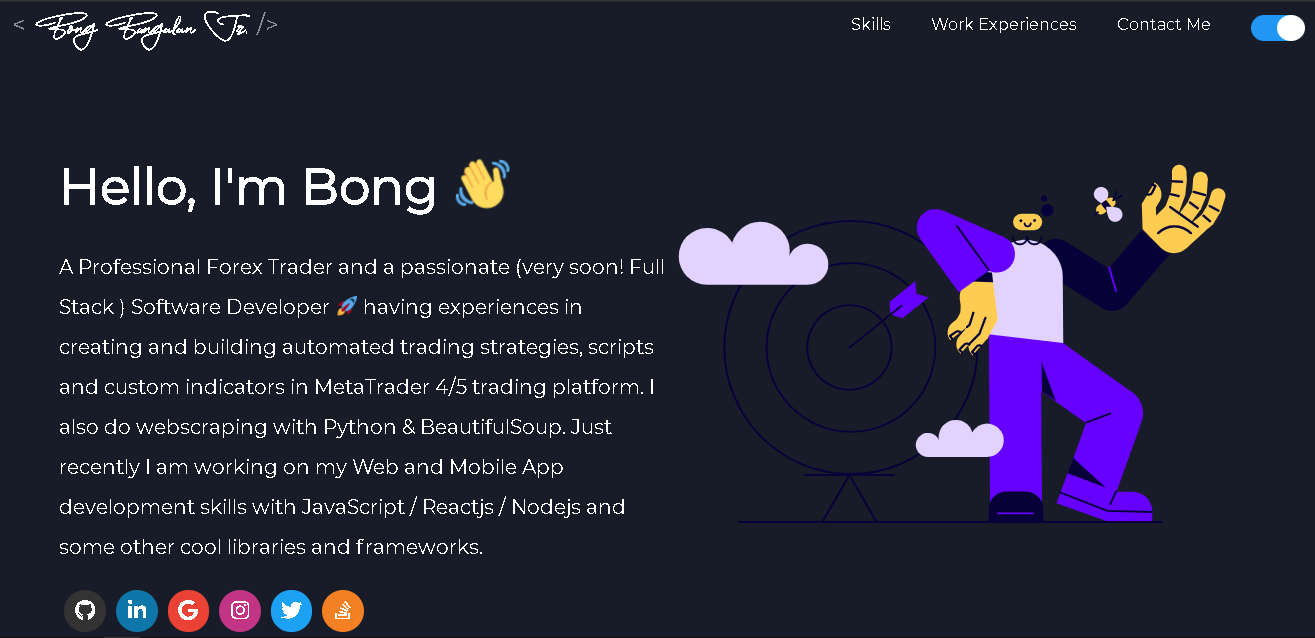 < Bong Bangulan Jr. />
Skills
Work Experiences
Contact Me
Hello, I'm Bong 👋
A Professional Forex Trader and a passionate (very soon! Full
Stack ) Software Developer 🚀 having experiences in
creating and building automated trading strategies, scripts
and custom indicators in MetaTrader 4/5 trading platform. I
also do webscraping with Python & BeautifulSoup. Just
recently I am working on my Web and Mobile App
development skills with JavaScript / Reactjs / Nodejs and
some other cool libraries and frameworks.
in
G